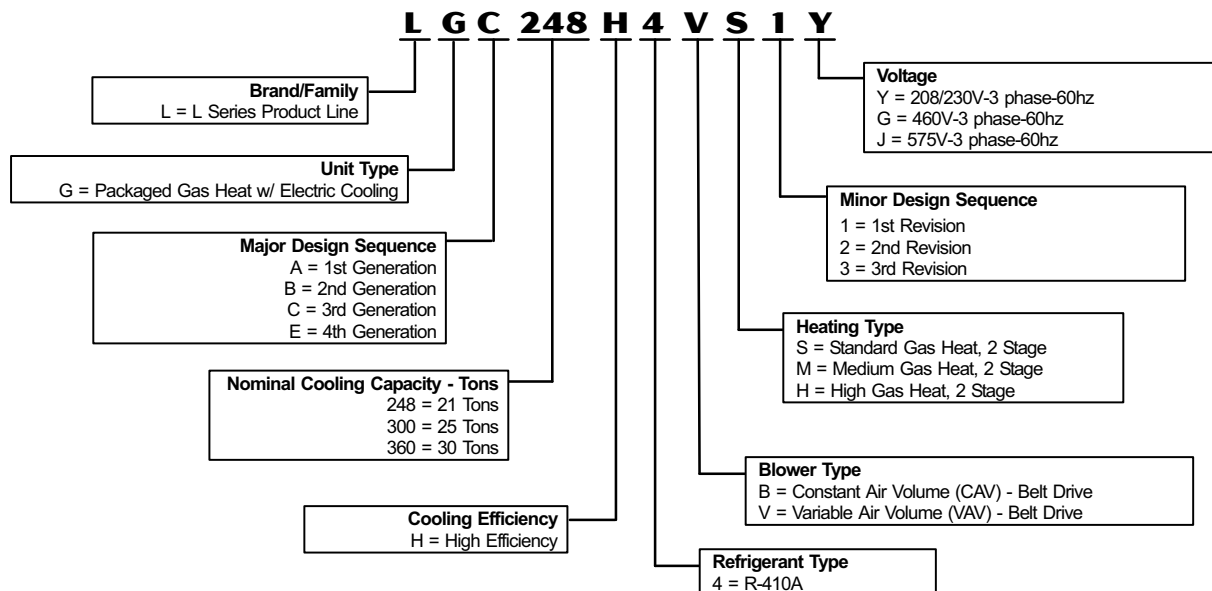 L G C 248 H 4 V S 1 Y
Brand/Family
L = L Series Product Line
Unit Type
G = Packaged Gas Heat w/ Electric Cooling
Major Design Sequence
A = 1st Generation
B = 2nd Generation
C = 3rd Generation
E = 4th Generation
Nominal Cooling Capacity - Tons
248 = 21 Tons
300 = 25 Tons
360 = 30 Tons
Cooling Efficiency
H = High Efficiency
Voltage
Y = 208/230V-3 phase-60hz
G = 460V-3 phase-60hz
J = 575V-3 phase-60hz
Minor Design Sequence
1 = 1st Revision
2 = 2nd Revision
3 = 3rd Revision
Heating Type
S = Standard Gas Heat, 2 Stage
M = Medium Gas Heat, 2 Stage
H = High Gas Heat, 2 Stage
Blower Type
B = Constant Air Volume (CAV) - Belt Drive
V = Variable Air Volume (VAV) - Belt Drive
Refrigerant Type
4 = R-410A